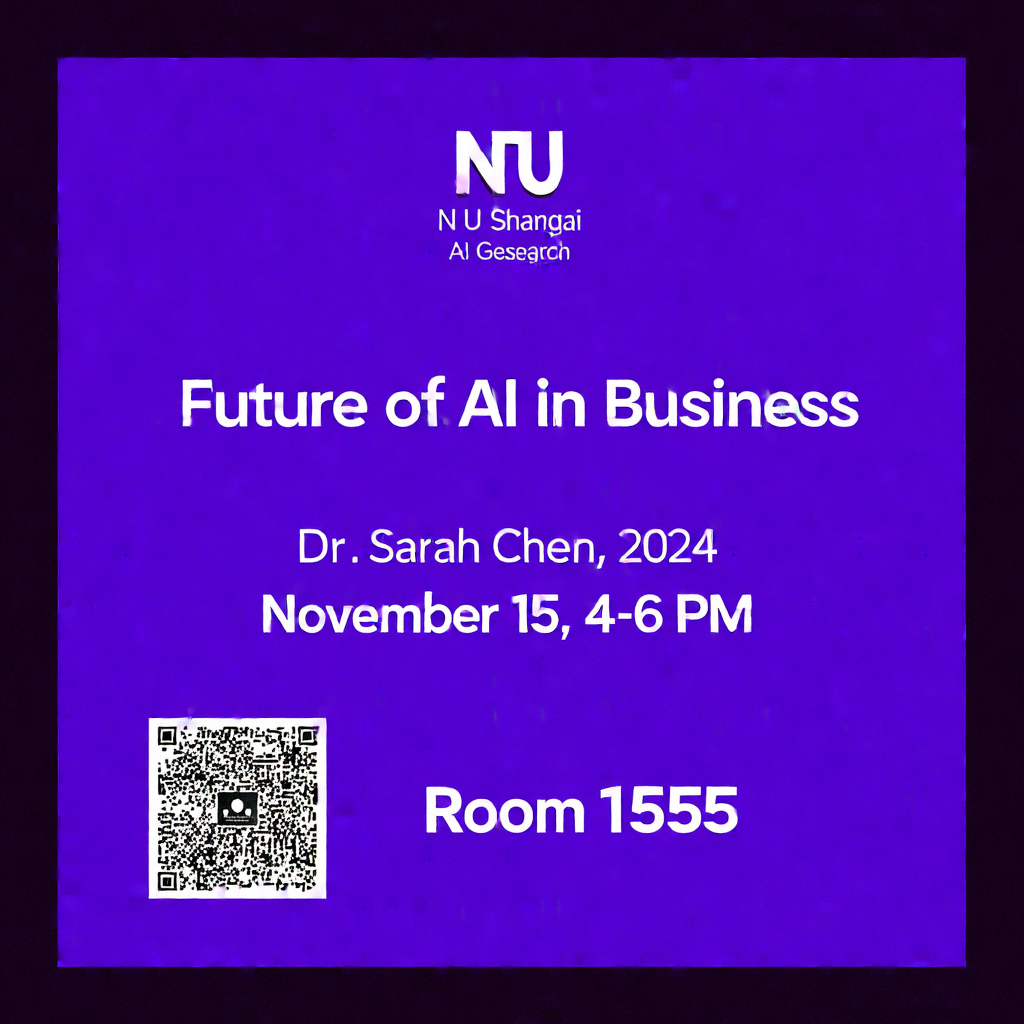 NU
N U Shangai
AI Gesegrch
Future of AI in Business
Dr. Sarah Chen, 2024
November 15, 4-6 PM
Room 1555